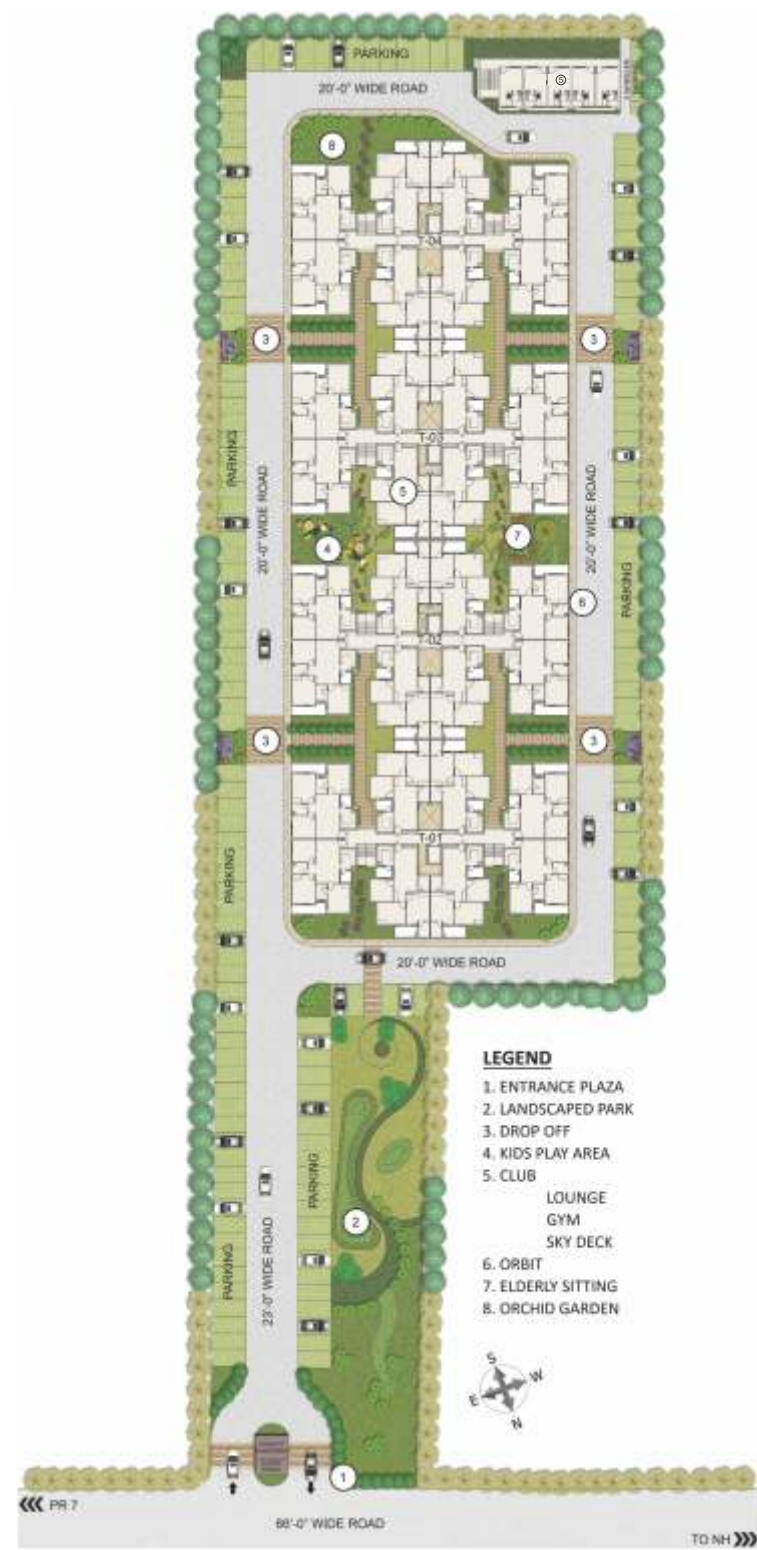 PARKING
20'-0" WIDE ROAD
5
8
T-04
3
3
T-03
PARKING
20'-0" WIDE ROAD
5
4
7
20'-0" WIDE ROAD
PARKING
6
T-02
3
3
T-01
PARKING
20'-0" WIDE ROAD
LEGEND
1. ENTRANCE PLAZA
2. LANDSCAPED PARK
3. DROP OFF
4. KIDS PLAY AREA
5. CLUB
LOUNGE
GYM
SKY DECK
6. ORBIT
7. ELDERLY SITTING
8. ORCHID GARDEN
PARKING
2
PARKING
23'-0" WIDE ROAD
S
W
E
N
1
PR 7
66'-0" WIDE ROAD
TO NH